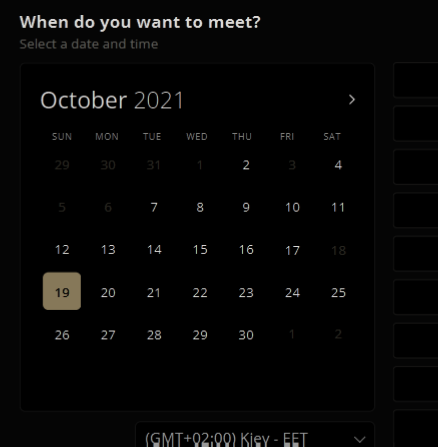 When do you want to meet?
Select a date and time
October 2021
SUN MON TUE WED THU FRI SAT
29 30 31 1 2 3 4
5 6 7 8 9 10 11
12 13 14 15 16 17 18
19 20 21 22 23 24 25
26 27 28 29 30 1 2
(GMT+02:00) Kiev - EET